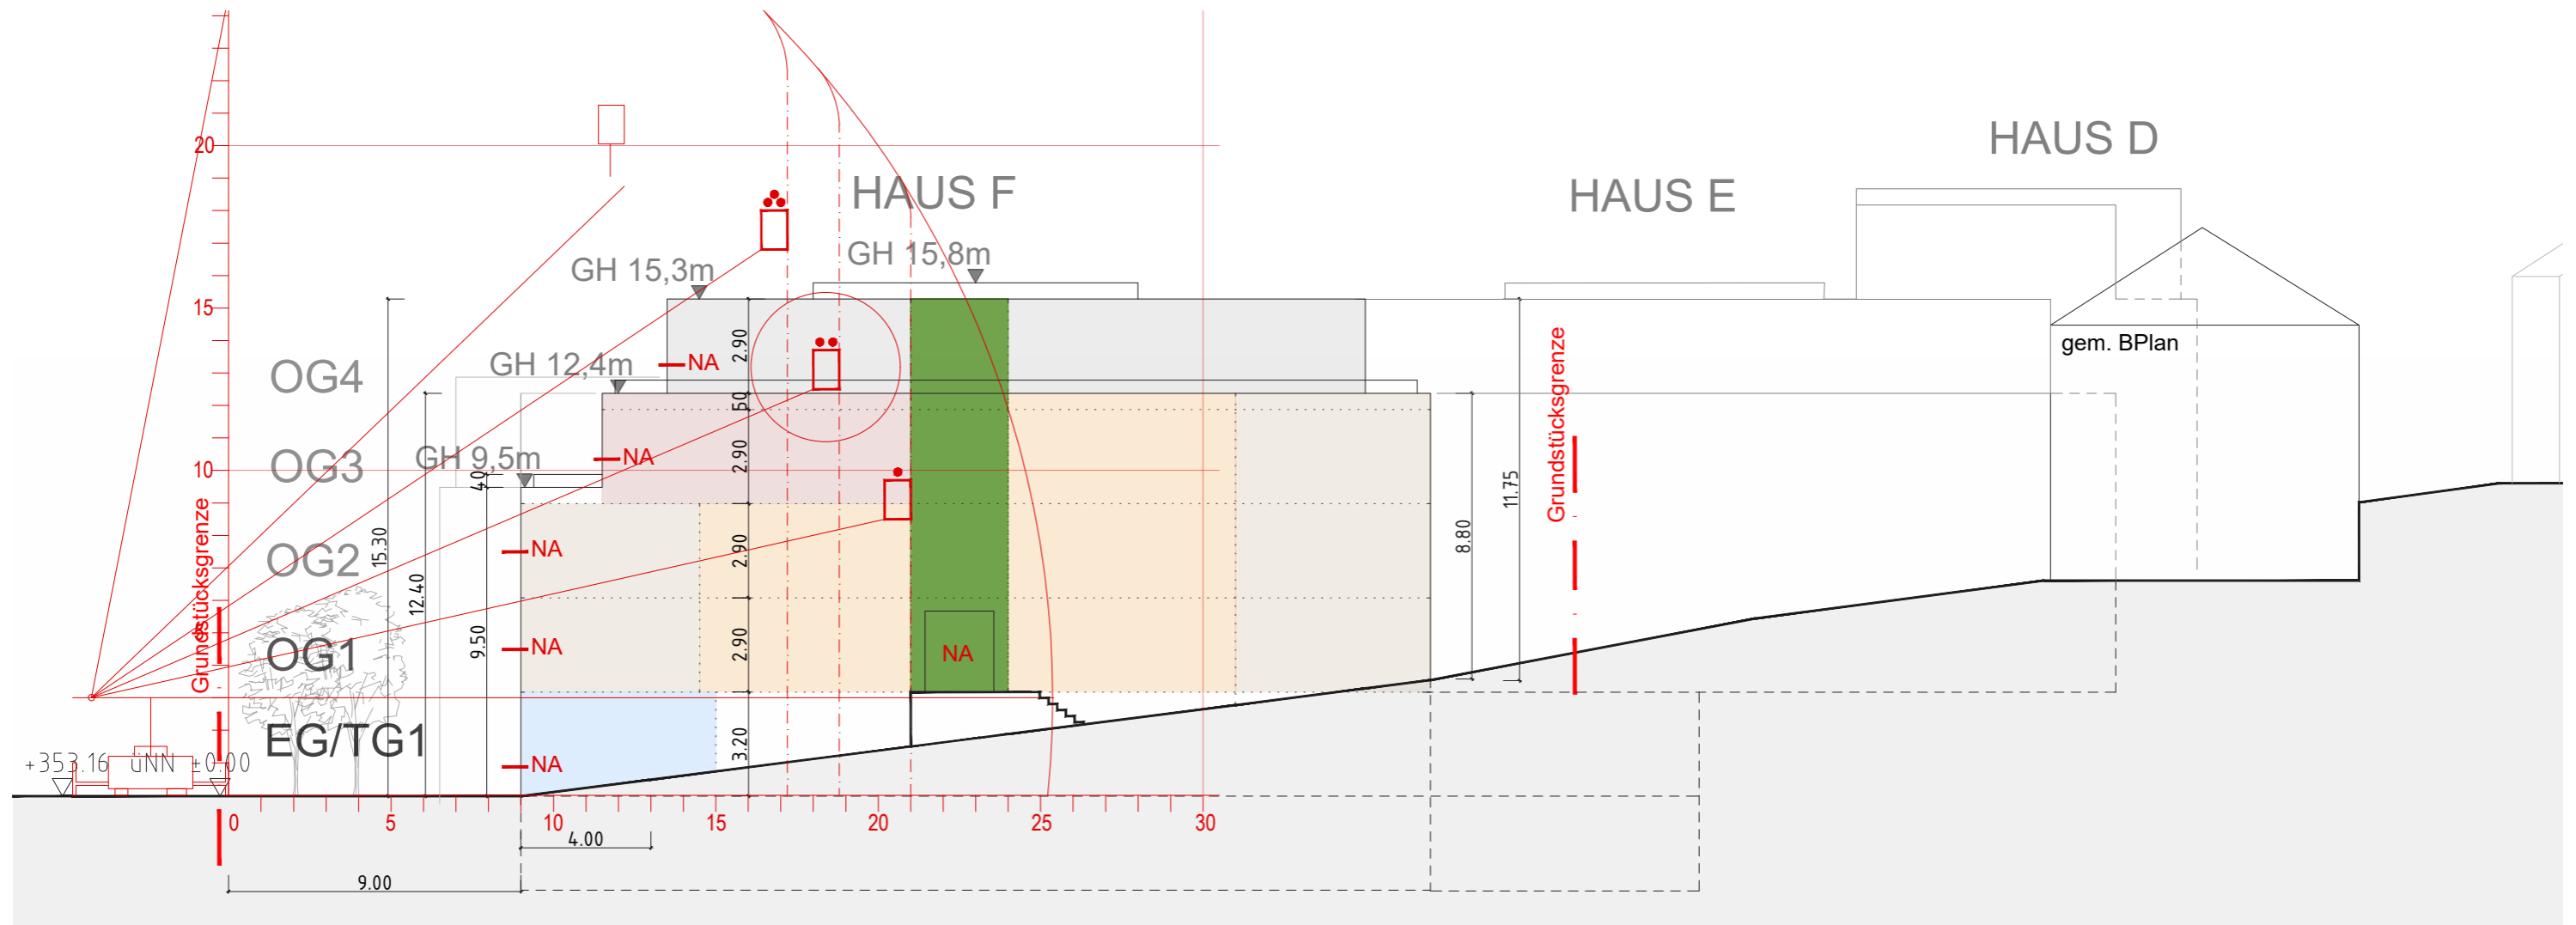 HAUS D
20
HAUS F
HAUS E
GH 15,8m
GH 15,3m
15
gem. BPlan
Grundstücksgrenze
2.90
NA
GH 12,4m
OG4
50
GH 9,5m
NA
2.90
OG3
10
40
11.75
Grundstücksgrenze
8.80
15.30
OG2
NA
2.90
12.40
9.50
OG1
NA
2.90
NA
EG/TG1
3.20
+353.16 üNN ±0.00
NA
0
5
10
15
20
25
30
4.00
9.00